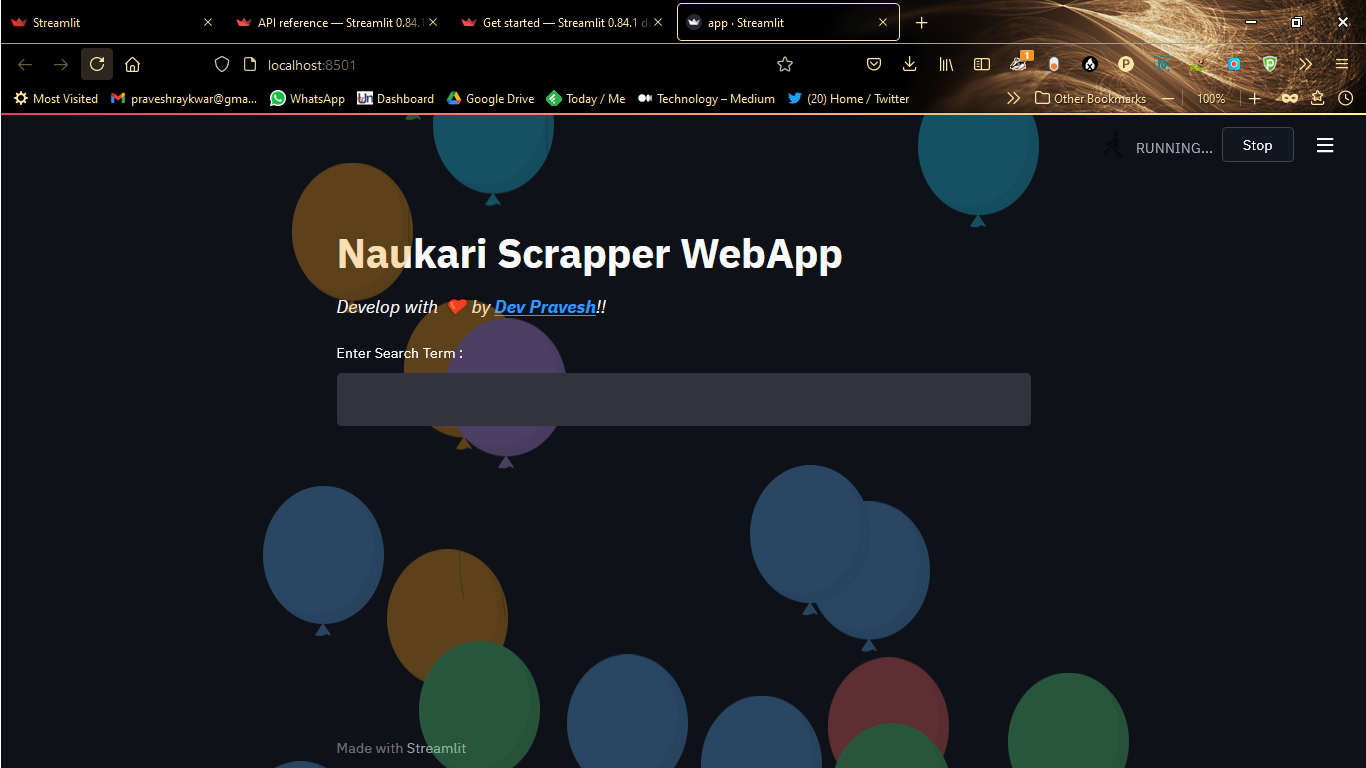 Streamlit
API reference — Streamlit 0.84.1
Get started — Streamlit 0.84.1 d
app · Streamlit
localhost:8501
1
P
Most Visited
praveshraykwar@gma...
WhatsApp
Dashboard
Google Drive
Today / Me
Technology – Medium
(20) Home / Twitter
Other Bookmarks
100%
RUNNING...
Stop
Naukari Scrapper WebApp
Develop with ❤️ by Dev Pravesh!!
Enter Search Term :
Made with Streamlit